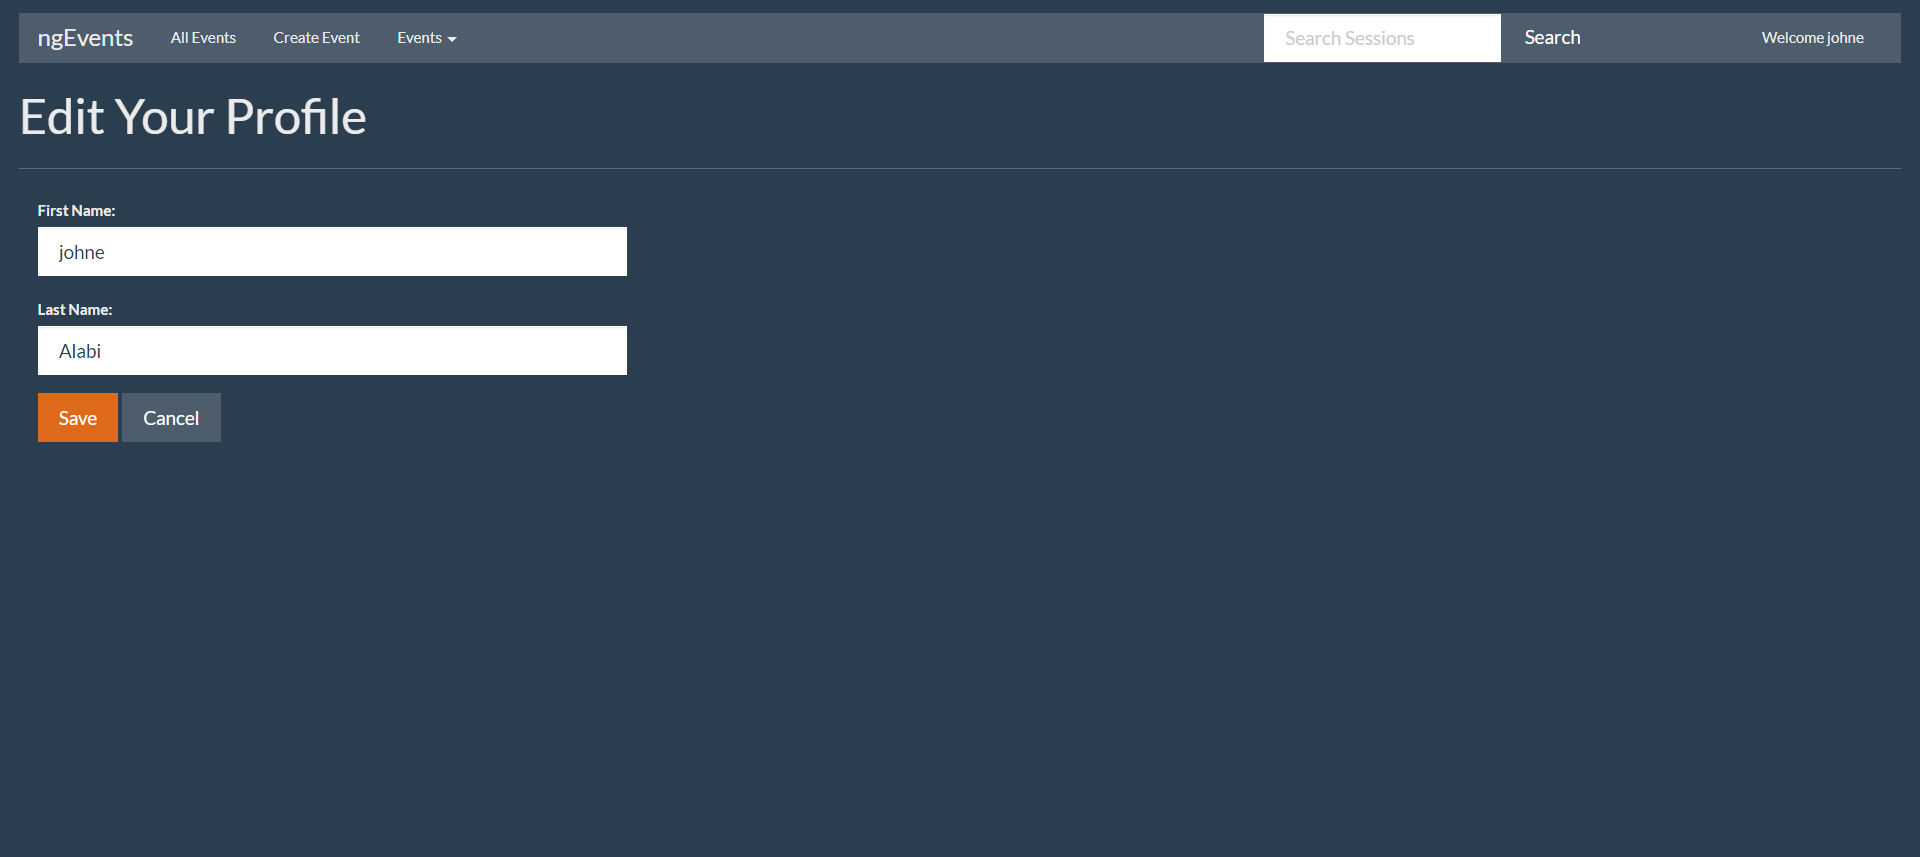 ngEvents All Events Create Event Events Search Sessions Search Welcome johne
Edit Your Profile
First Name:
johne
Last Name:
Alabi
Save Cancel